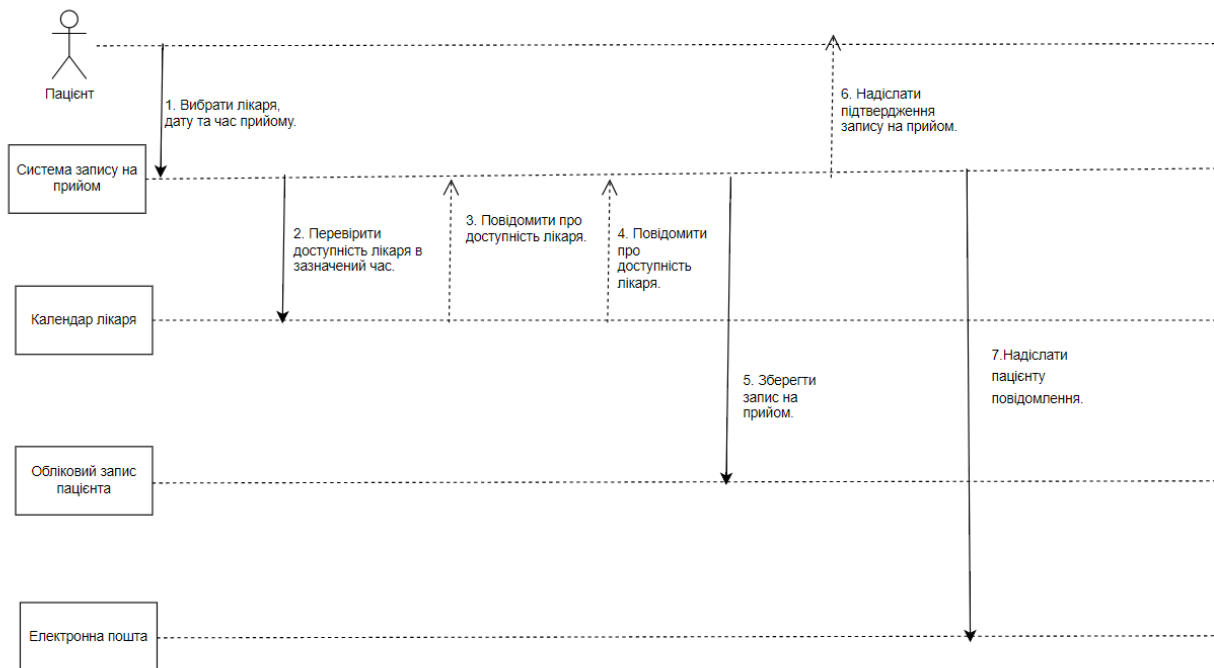 Пацієнт
1. Вибрати лікаря,
дату та час прийому.
6. Надіслати
підтвердження
запису на прийом.
Система запису на
прийом
2. Перевірити
доступність лікаря в
зазначений час.
3. Повідомити про
доступність лікаря.
4. Повідомити
про
доступність
лікаря.
Календар лікаря
5. Зберегти
запис на
прийом.
7.Надіслати
пацієнту
повідомлення.
Обліковий запис
пацієнта
Електронна пошта